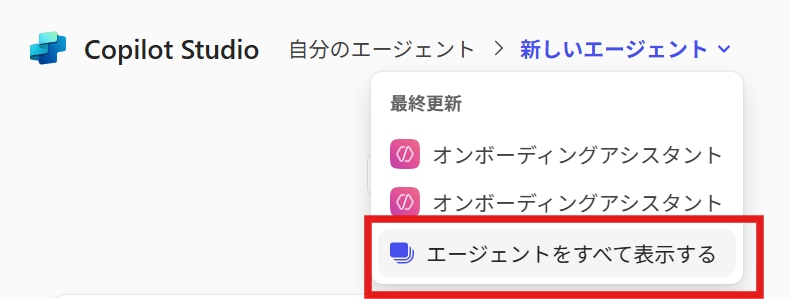 Copilot Studio 自分のエージェント > 新しいエージェント
最終更新
オンボーディングアシスタント
オンボーディングアシスタント
エージェントをすべて表示する